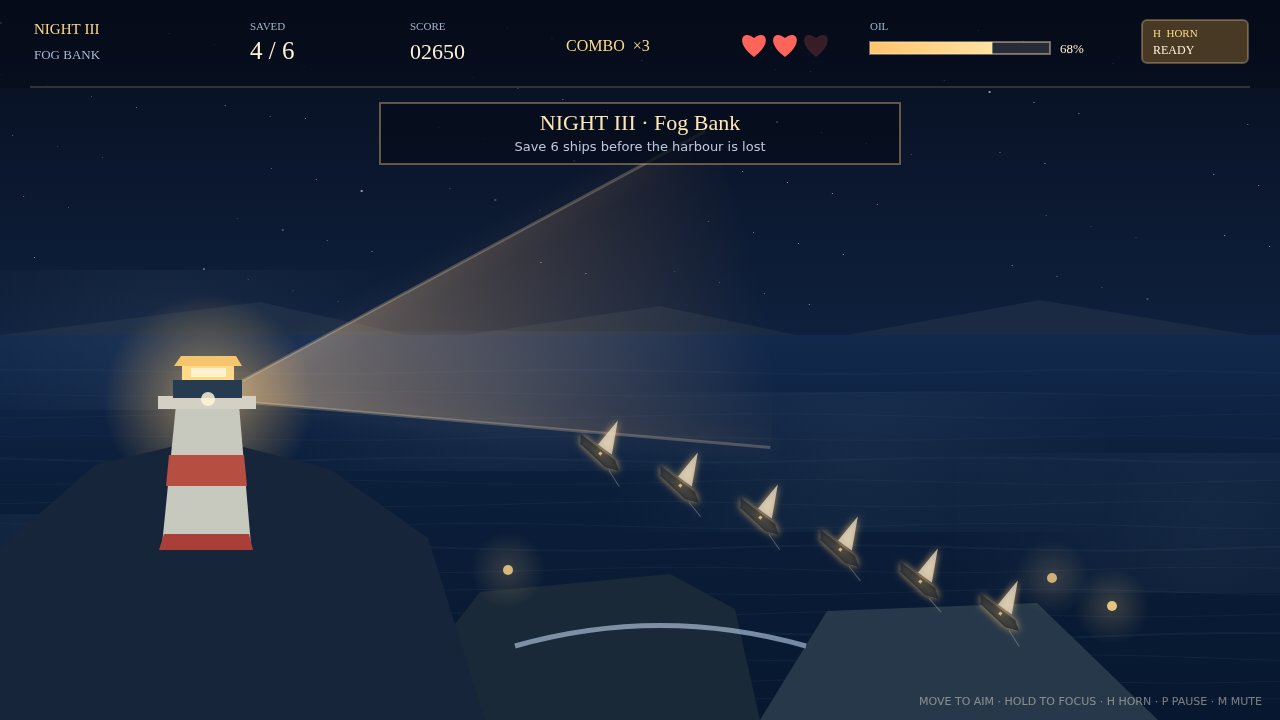 NIGHT III
FOG BANK
SAVED
4 / 6
SCORE
02650
COMBO ×3
OIL
68%
H HORN
READY
NIGHT III · Fog Bank
Save 6 ships before the harbour is lost
MOVE TO AIM · HOLD TO FOCUS · H HORN · P PAUSE · M MUTE